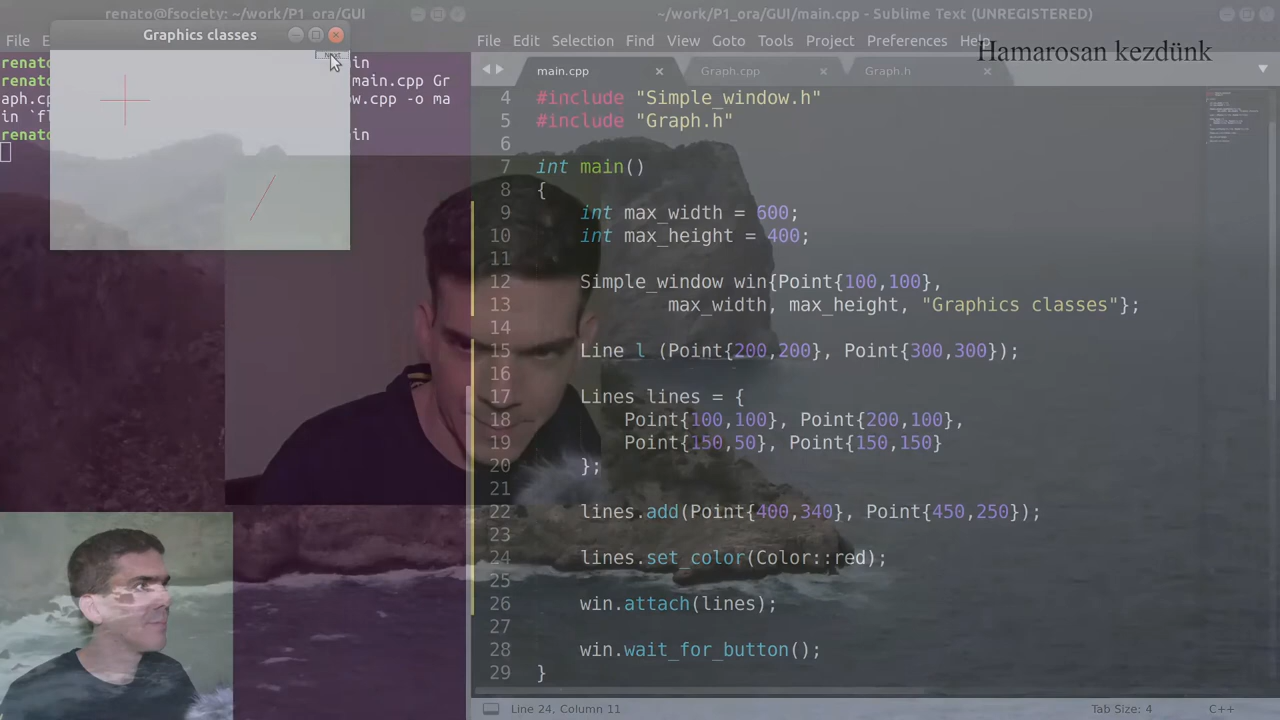 renato@fsociety: ~/work/P1_ora/GUI
~/work/P1_ora/GUI/main.cpp - Sublime Text (UNREGISTERED)
Graphics classes
File
File Edit Selection Find View Goto Tools Project Preferences Help
Hamarosan kezdünk
Next
main.cpp
Graph.cpp
Graph.h
main.cpp Gr
-o ma
4 #include "Simple_window.h"
5 #include "Graph.h"
6
7 int main()
8 {
9 int max_width = 600;
10 int max_height = 400;
11
12 Simple_window win{Point{100,100},
13 max_width, max_height, "Graphics classes"};
14
15 Line l (Point{200,200}, Point{300,300});
16
17 Lines lines = {
18 Point{100,100}, Point{200,100},
19 Point{150,50}, Point{150,150}
20 };
21
22 lines.add(Point{400,340}, Point{450,250});
23
24 lines.set_color(Color::red);
25
26 win.attach(lines);
27
28 win.wait_for_button();
29 }
Line 24, Column 11
Tab Size: 4
C++